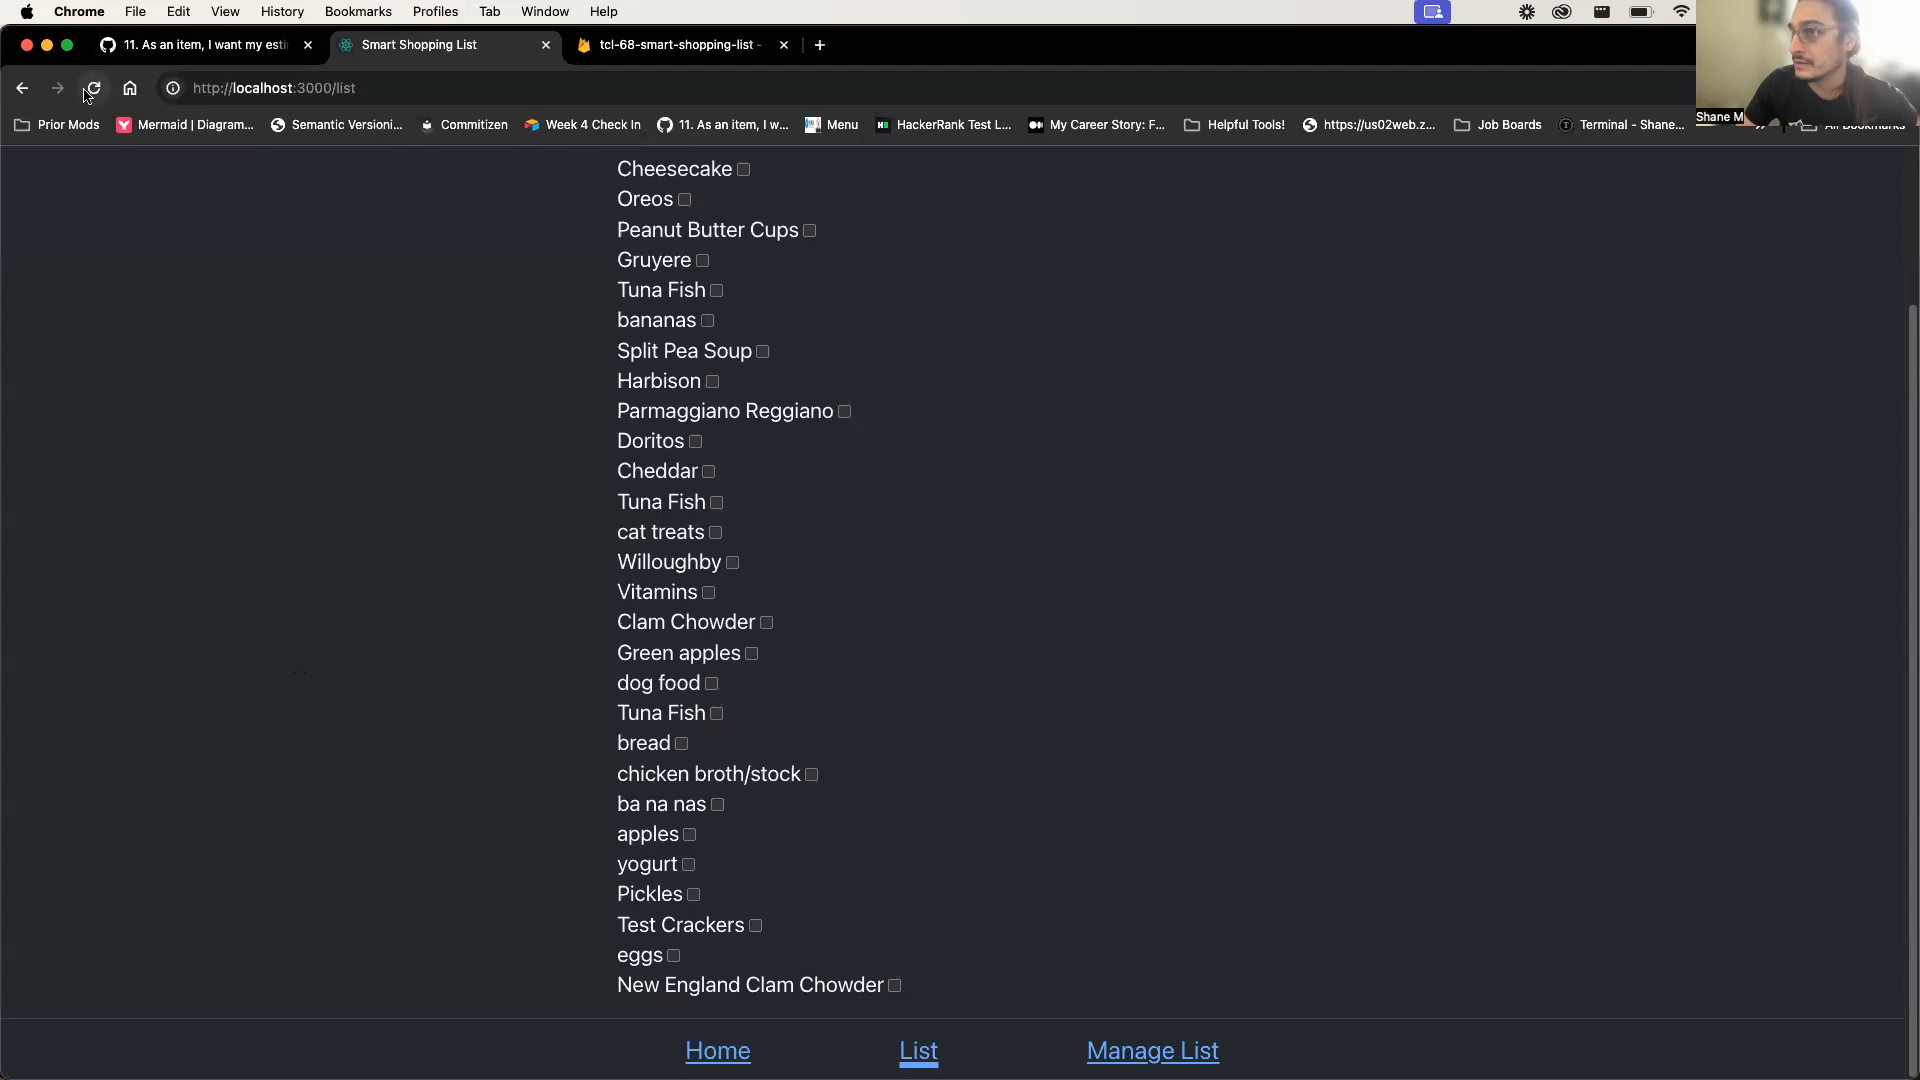 Chrome File Edit View History Bookmarks Profiles Tab Window Help
11. As an item, I want my esti
Smart Shopping List
tcl-68-smart-shopping-list -
http://localhost:3000/list
Shane M
Prior Mods
Mermaid | Diagram...
Semantic Versioni...
Commitizen
Week 4 Check In
11. As an item, I w...
Menu
HackerRank Test L...
My Career Story: F...
Helpful Tools!
https://us02web.z...
Job Boards
Terminal - Shane...
All Bookmarks
Cheesecake
Oreos
Peanut Butter Cups
Gruyere
Tuna Fish
bananas
Split Pea Soup
Harbison
Parmaggiano Reggiano
Doritos
Cheddar
Tuna Fish
cat treats
Willoughby
Vitamins
Clam Chowder
Green apples
dog food
Tuna Fish
bread
chicken broth/stock
ba na nas
apples
yogurt
Pickles
Test Crackers
eggs
New England Clam Chowder
Home List Manage List